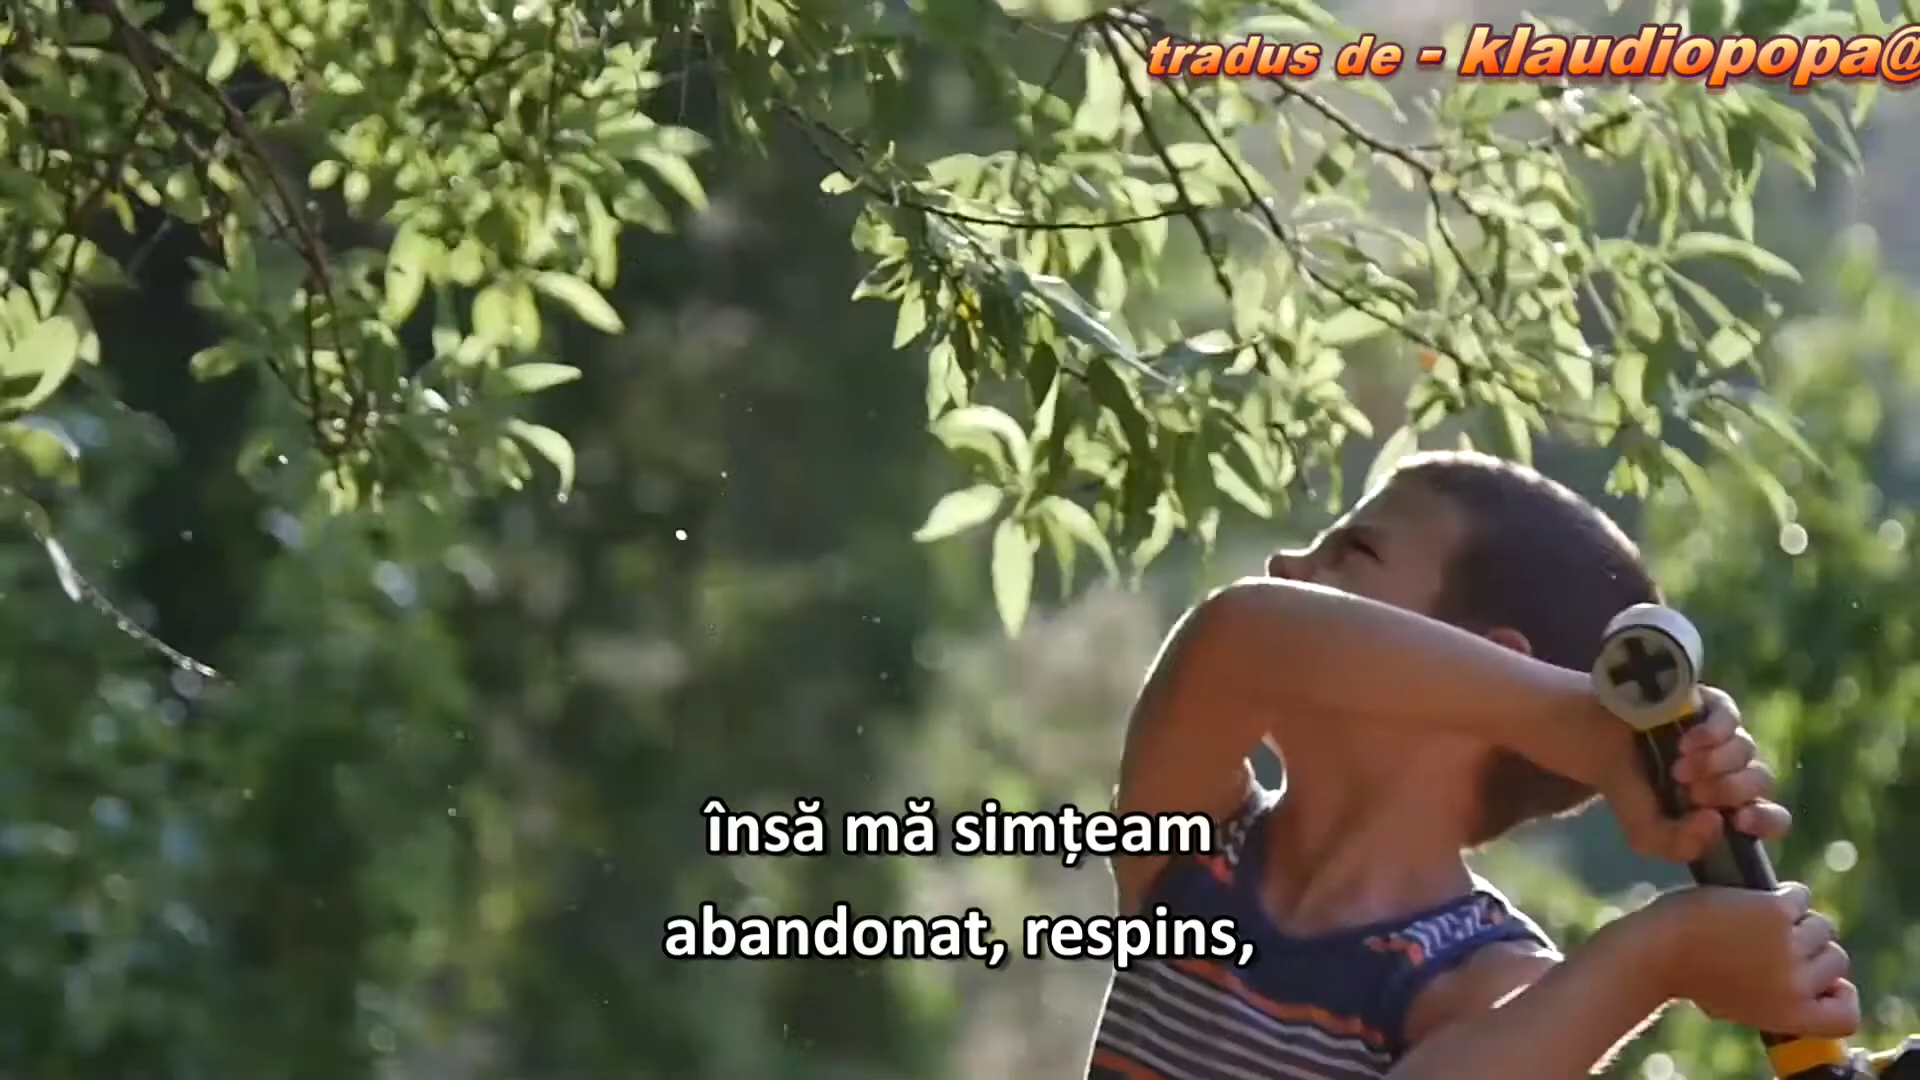 tradus de - klaudiopopa@
însă mă simțeam
abandonat, respins,